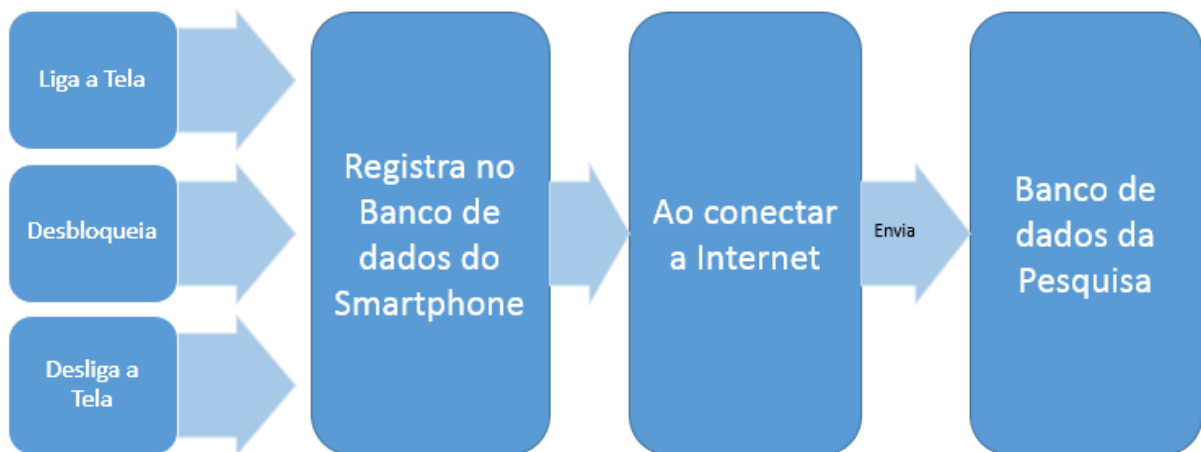 Liga a Tela
Desbloqueia
Desliga a
Tela
Registra no
Banco de
dados do
Smartphone
Ao conectar
a Internet
Envia
Banco de
dados da
Pesquisa